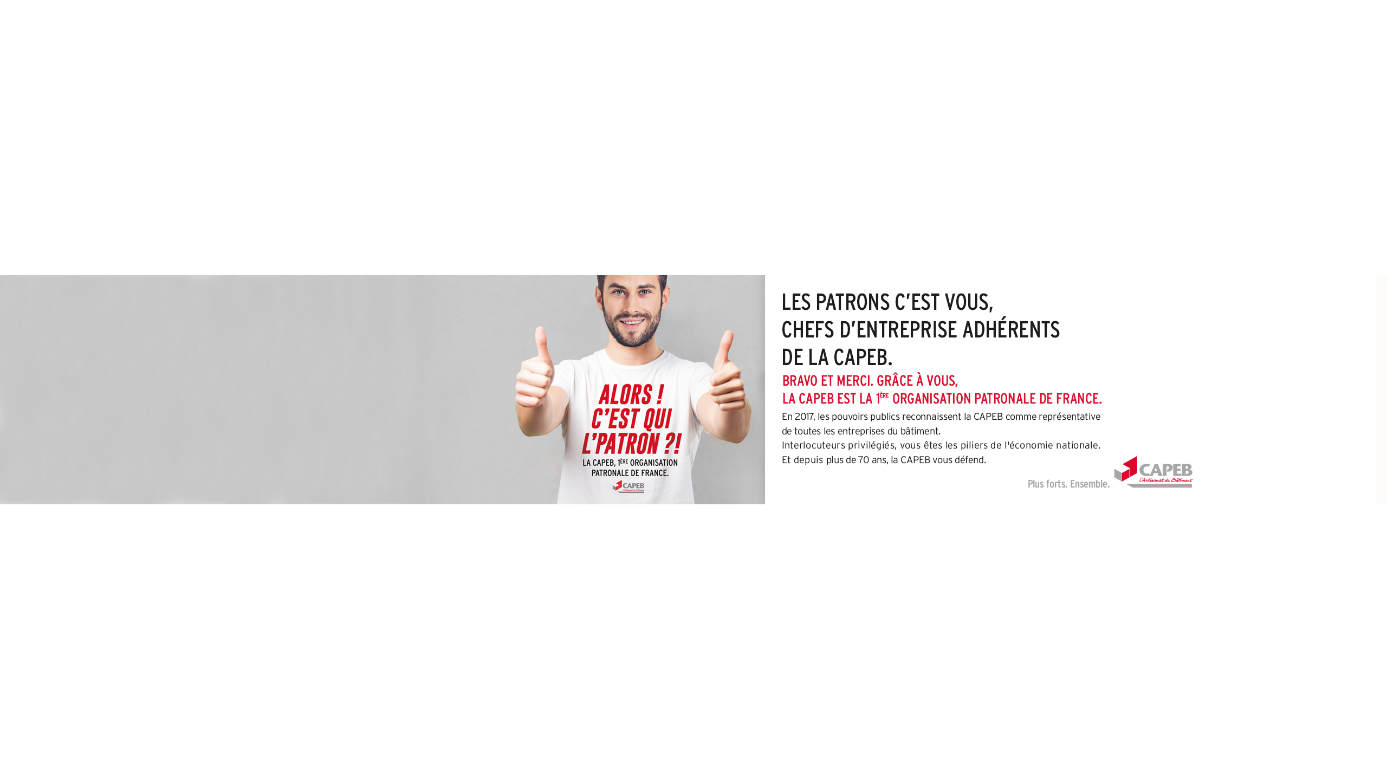 ALORS !
C'EST QUI
L'PATRON ?!
LA CAPEB, 1ÈRE ORGANISATION
PATRONALE DE FRANCE.
CAPEB
L'Artisanat du Bâtiment
LES PATRONS C'EST VOUS,
CHEFS D'ENTREPRISE ADHÉRENTS
DE LA CAPEB.
BRAVO ET MERCI. GRÂCE À VOUS,
LA CAPEB EST LA 1ÈRE ORGANISATION PATRONALE DE FRANCE.
En 2017, les pouvoirs publics reconnaissent la CAPEB comme représentative
de toutes les entreprises du bâtiment.
Interlocuteurs privilégiés, vous êtes les piliers de l'économie nationale.
Et depuis plus de 70 ans, la CAPEB vous défend.
Plus forts. Ensemble.
CAPEB
L'Artisanat du Bâtiment